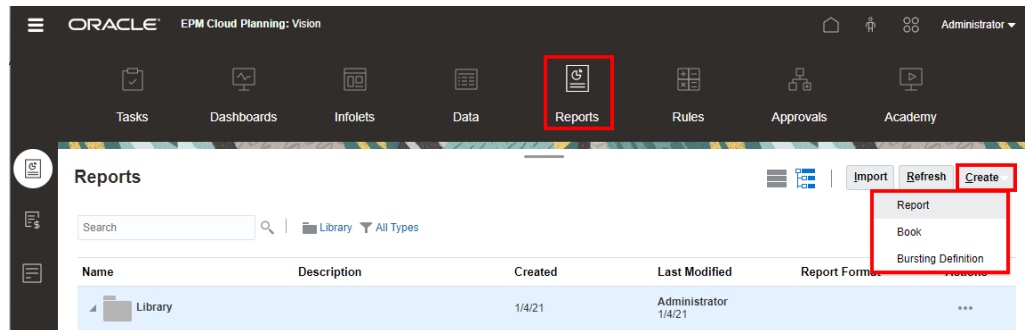 ORACLE EPM Cloud Planning: Vision Administrator
Tasks Dashboards Infolets Data Reports Rules Approvals Academy
Reports Import Refresh Create
Report
Search Library All Types
Book
Bursting Definition
Name Description Created Last Modified Report Format
Library 1/4/21 Administrator
1/4/21